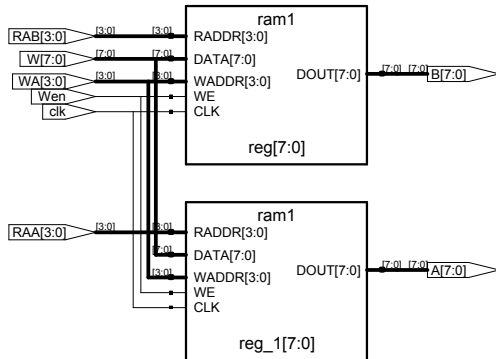 ram1
RAB[3:0] [3:0] [3:0] RADDR[3:0]
W[7:0] [7:0] [7:0] DATA[7:0]
DOUT[7:0] [7:0] [7:0] B[7:0]
WA[3:0] [3:0] [3:0] WADDR[3:0]
Wen WE
clk CLK
reg[7:0]
ram1
RAA[3:0] [3:0] [3:0] RADDR[3:0]
[7:0] DATA[7:0]
DOUT[7:0] [7:0] [7:0] A[7:0]
[3:0] WADDR[3:0]
WE
CLK
reg_1[7:0]